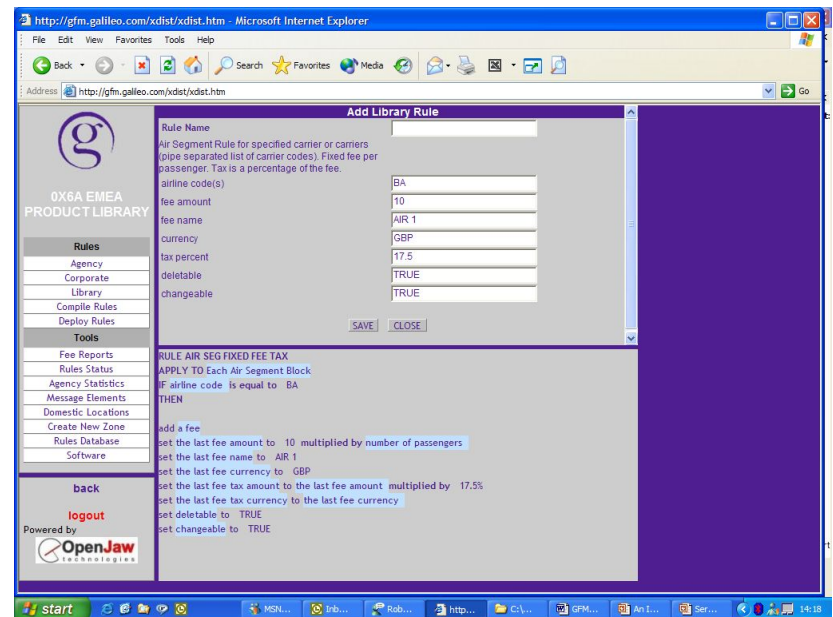 http://gfm.galileo.com/xdist/xdist.htm - Microsoft Internet Explorer
File Edit View Favorites Tools Help
Back Search Favorites Media
Address http://gfm.galileo.com/xdist/xdist.htm Go
Add Library Rule
Rule Name
Air Segment Rule for specified carrier or carriers
(pipe separated list of carrier codes). Fixed fee per
passenger. Tax is a percentage of the fee.
airline code(s) BA
fee amount 10
fee name AIR 1
currency GBP
tax percent 17.5
deletable TRUE
changeable TRUE
SAVE CLOSE
0X6A EMEA
PRODUCT LIBRARY
Rules
Agency
Corporate
Library
Compile Rules
Deploy Rules
Tools
Fee Reports
Rules Status
Agency Statistics
Message Elements
Domestic Locations
Create New Zone
Rules Database
Software
back
logout
Powered by
OpenJaw
technologies
RULE AIR SEG FIXED FEE TAX
APPLY TO Each Air Segment Block
IF airline code is equal to BA
THEN
add a fee
set the last fee amount to 10 multiplied by number of passengers
set the last fee name to AIR 1
set the last fee currency to GBP
set the last fee tax amount to the last fee amount multiplied by 17.5%
set the last fee tax currency to the last fee currency
set deletable to TRUE
set changeable to TRUE
start MSN... Inb... Rob... http... C:\... GFM... An I... Ser... 14:18